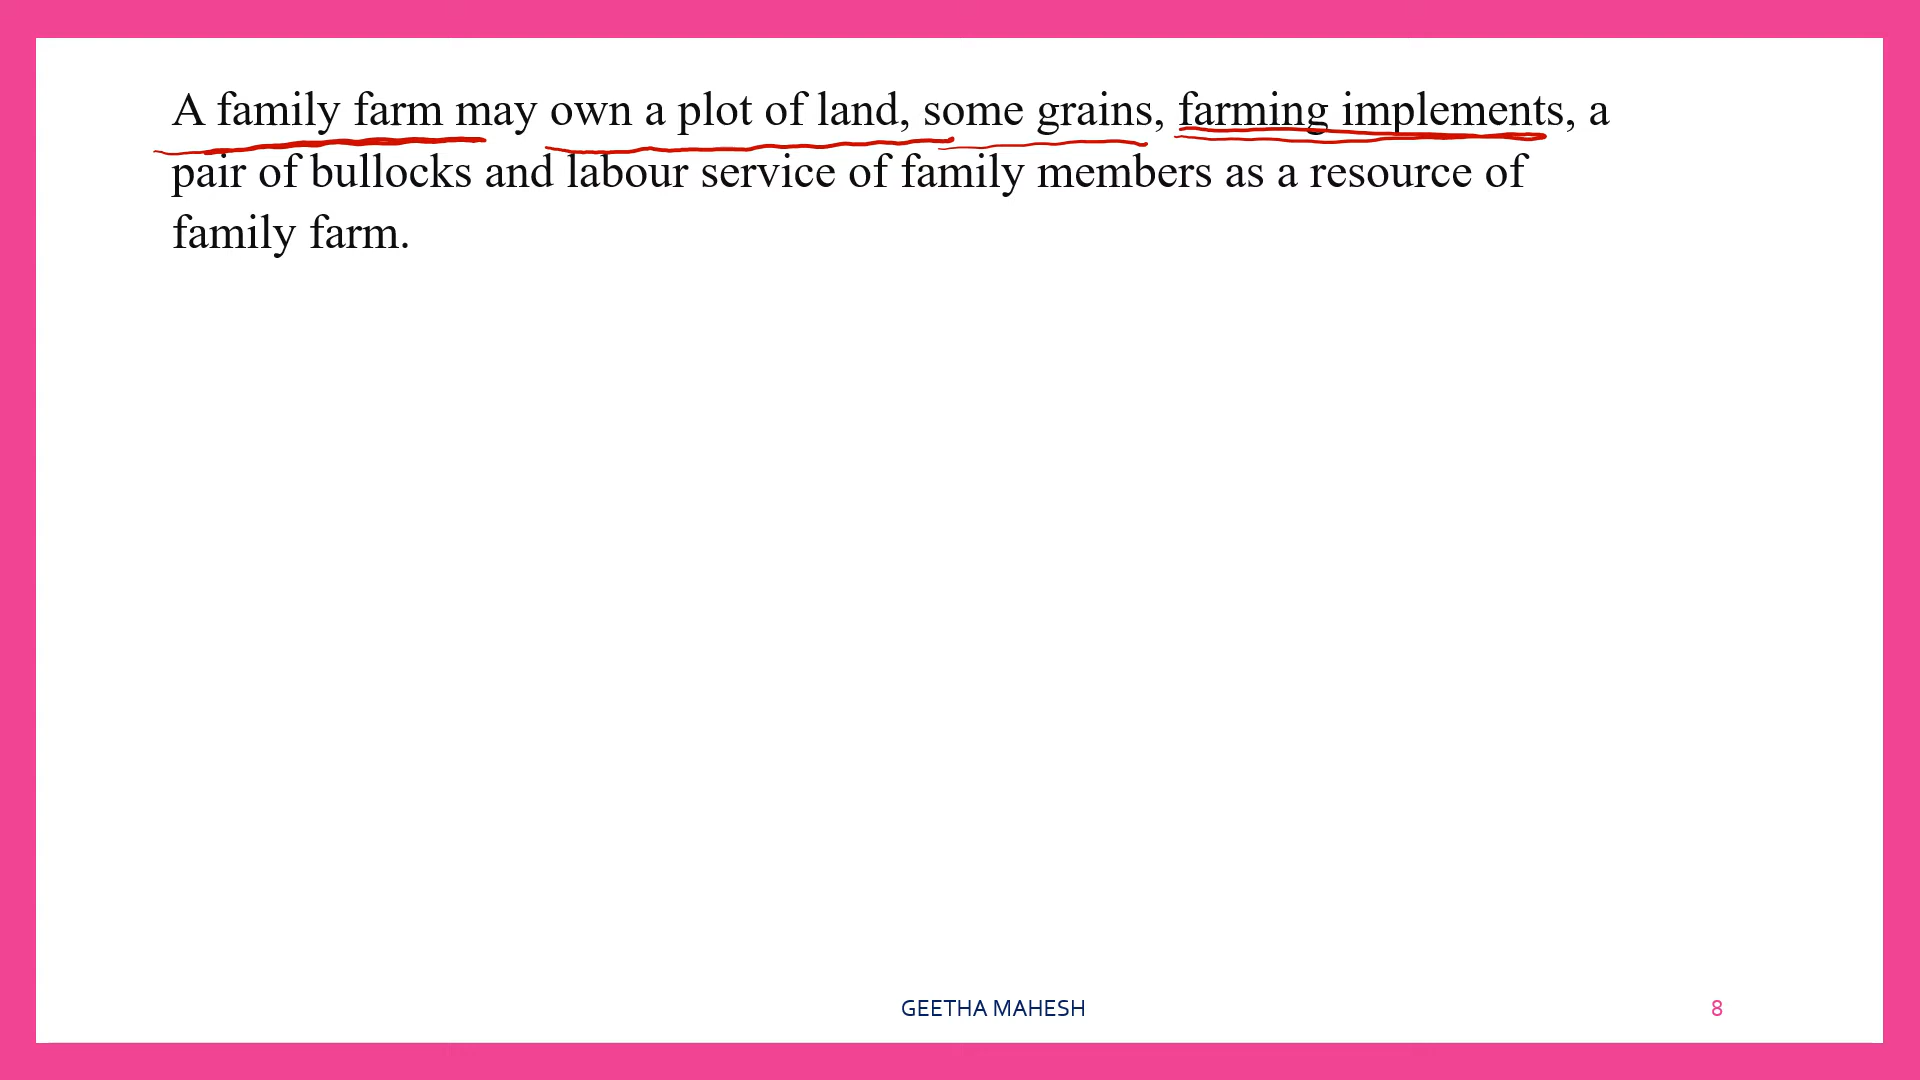 A family farm may own a plot of land, some grains, farming implements, a
pair of bullocks and labour service of family members as a resource of
family farm.
GEETHA MAHESH
8